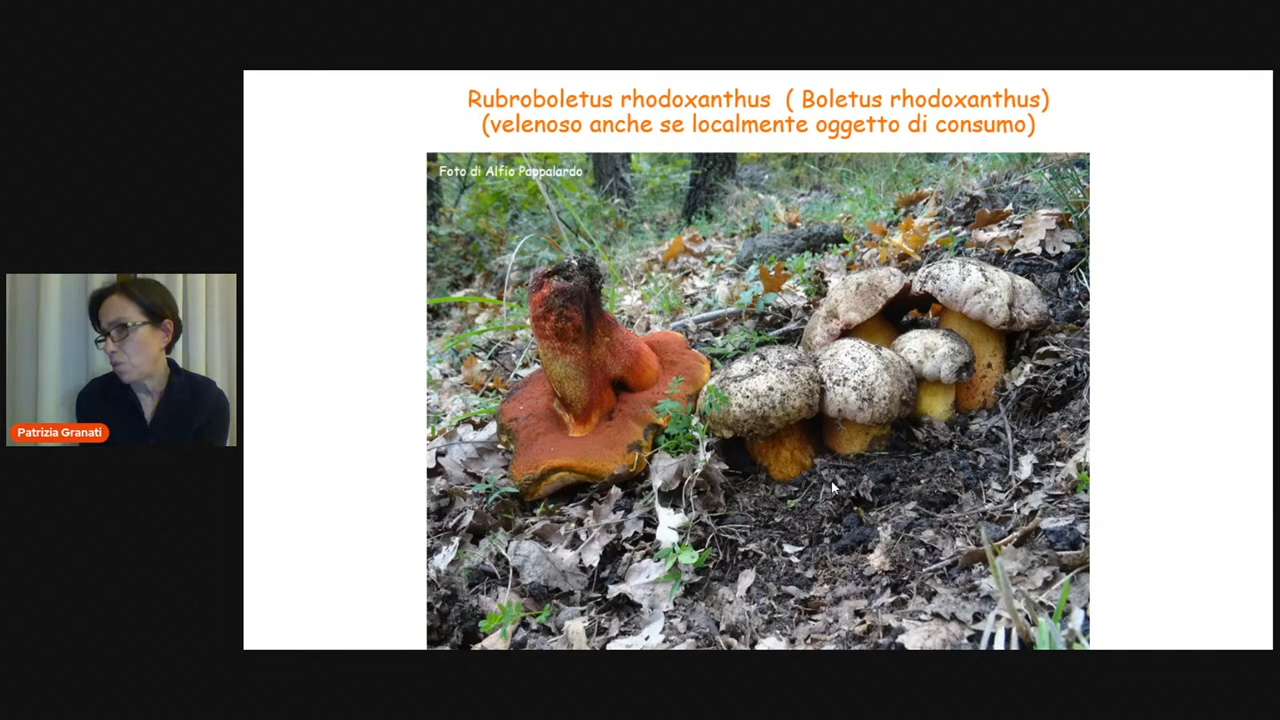 Rubroboletus rhodoxanthus ( Boletus rhodoxanthus)
(velenoso anche se localmente oggetto di consumo)
Foto di Alfio Pappalardo
Patrizia Granati